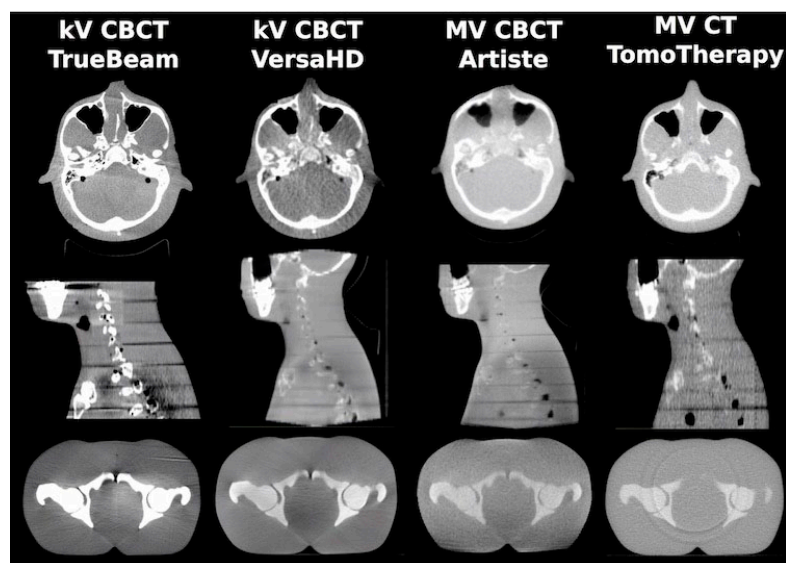 kV CBCT
TrueBeam
kV CBCT
VersaHD
MV CBCT
Artiste
MV CT
TomoTherapy